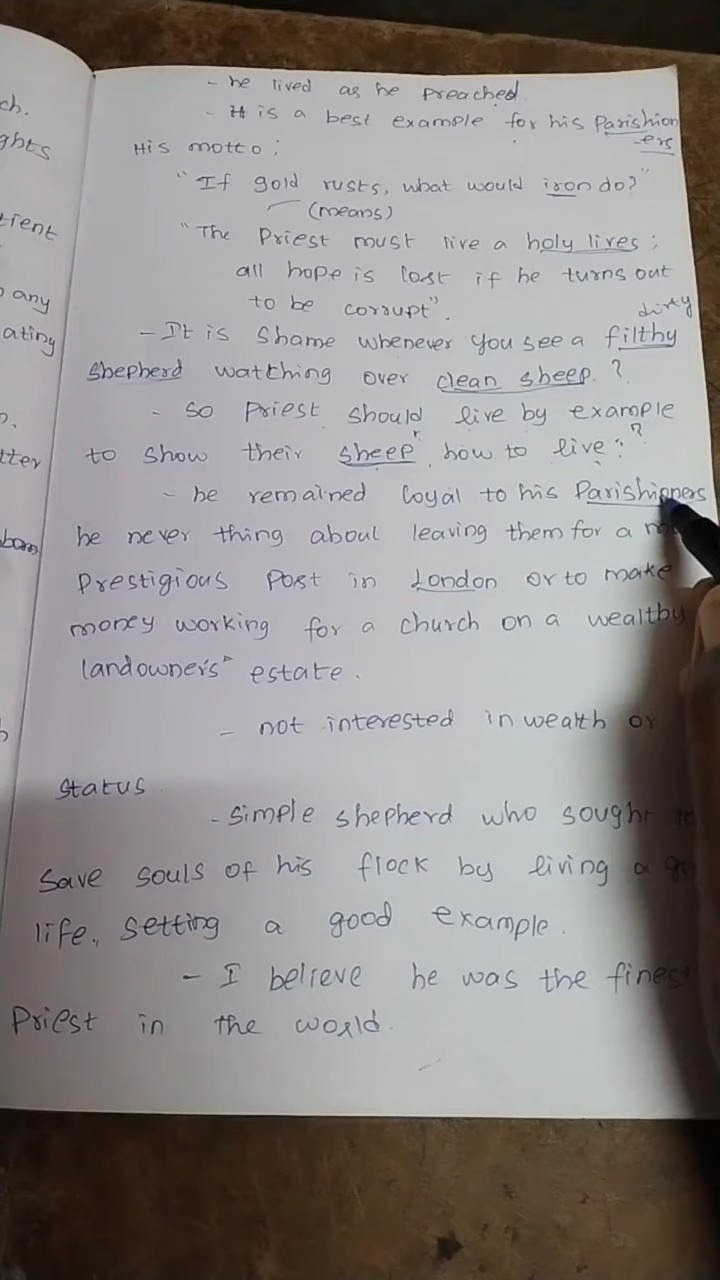 - he lived as he preached.
- It is a best example for his Parishion
-ers
His motto:
"If gold rusts, what would iron do?"
(means)
"The Priest must live a holy lives;
all hope is lost if he turns out
to be corrupt".
dirty
- It is shame whenever you see a filthy
shepherd watching over clean sheep.?
- so Priest should live by example
to show their sheep" how to live:?
- he remained loyal to his Parishioners
he never thing about leaving them for a
Prestigious Post in London or to make
money working for a church on a wealthy
landowners" estate.
- not interested in wealth or
status.
- simple shepherd who sought
save souls of his flock by living a
life, setting a good example.
- I believe he was the finest
Priest in the world.
ch.
ghts
tient
any
ating
tter